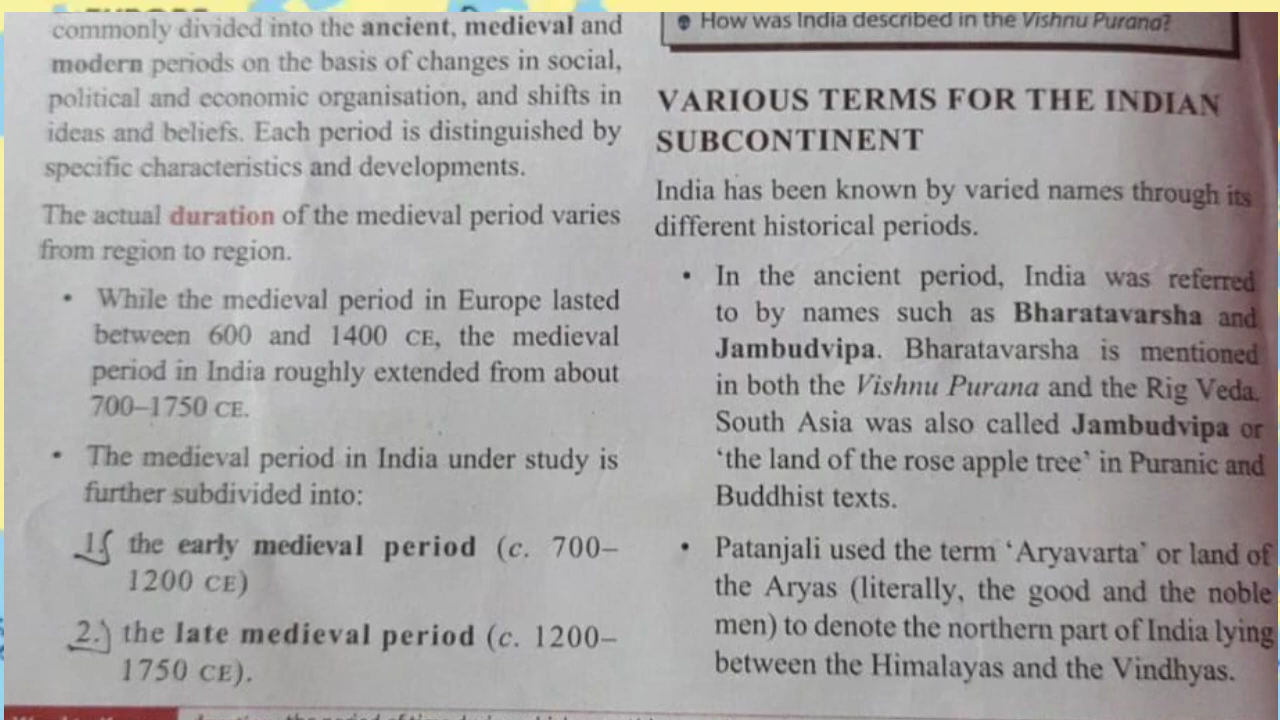 commonly divided into the ancient, medieval and
modern periods on the basis of changes in social,
political and economic organisation, and shifts in
ideas and beliefs. Each period is distinguished by
specific characteristics and developments.
The actual duration of the medieval period varies
from region to region.
• While the medieval period in Europe lasted
between 600 and 1400 CE, the medieval
period in India roughly extended from about
700–1750 CE.
• The medieval period in India under study is
further subdivided into:
1. the early medieval period (c. 700–
1200 CE)
2. the late medieval period (c. 1200–
1750 CE).
How was India described in the Vishnu Purana?
VARIOUS TERMS FOR THE INDIAN
SUBCONTINENT
India has been known by varied names through its
different historical periods.
• In the ancient period, India was referred
to by names such as Bharatavarsha and
Jambudvipa. Bharatavarsha is mentioned
in both the Vishnu Purana and the Rig Veda.
South Asia was also called Jambudvipa or
‘the land of the rose apple tree’ in Puranic and
Buddhist texts.
• Patanjali used the term ‘Aryavarta’ or land of
the Aryas (literally, the good and the noble
men) to denote the northern part of India lying
between the Himalayas and the Vindhyas.